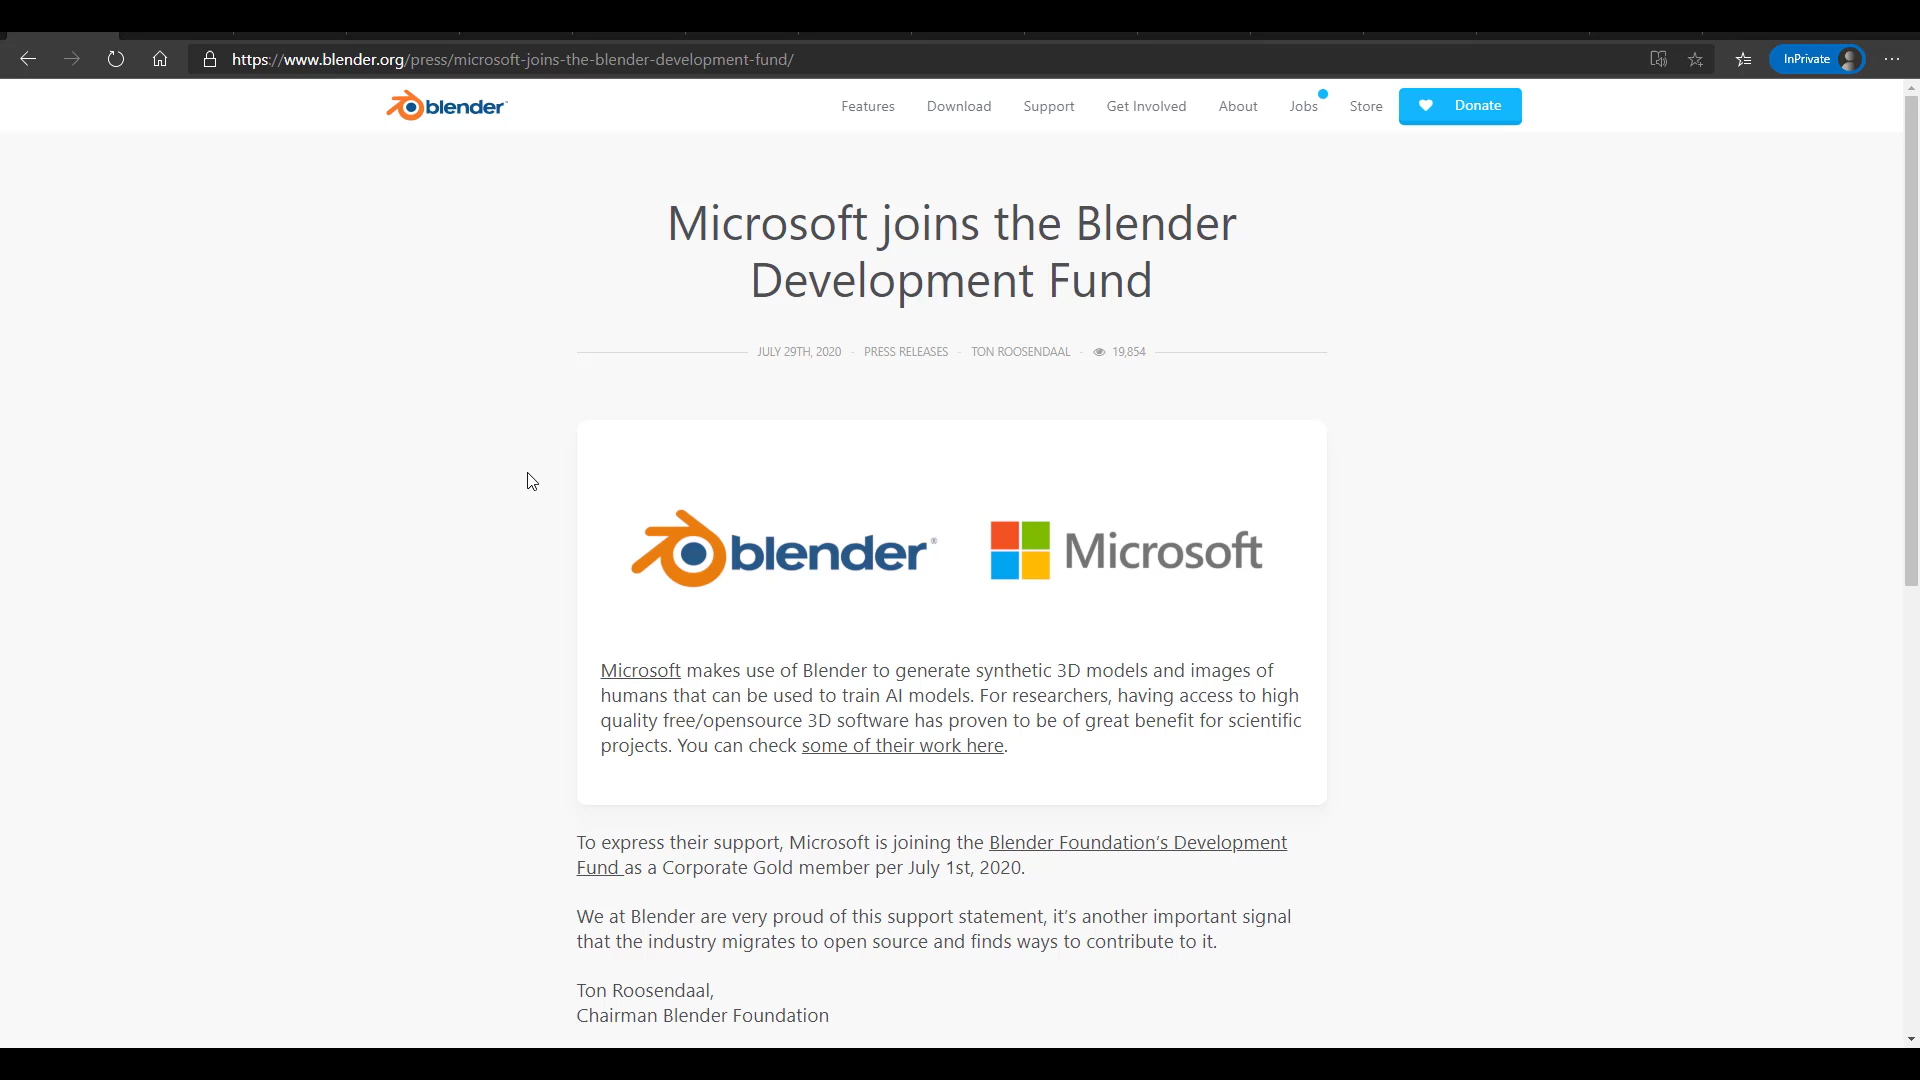 https://www.blender.org/press/microsoft-joins-the-blender-development-fund/
InPrivate
blender™
Features Download Support Get Involved About Jobs Store Donate
Microsoft joins the Blender
Development Fund
JULY 29TH, 2020 - PRESS RELEASES - TON ROOSENDAAL - 19,854
blender® Microsoft
Microsoft makes use of Blender to generate synthetic 3D models and images of
humans that can be used to train AI models. For researchers, having access to high
quality free/opensource 3D software has proven to be of great benefit for scientific
projects. You can check some of their work here.
To express their support, Microsoft is joining the Blender Foundation’s Development
Fund as a Corporate Gold member per July 1st, 2020.
We at Blender are very proud of this support statement, it’s another important signal
that the industry migrates to open source and finds ways to contribute to it.
Ton Roosendaal,
Chairman Blender Foundation